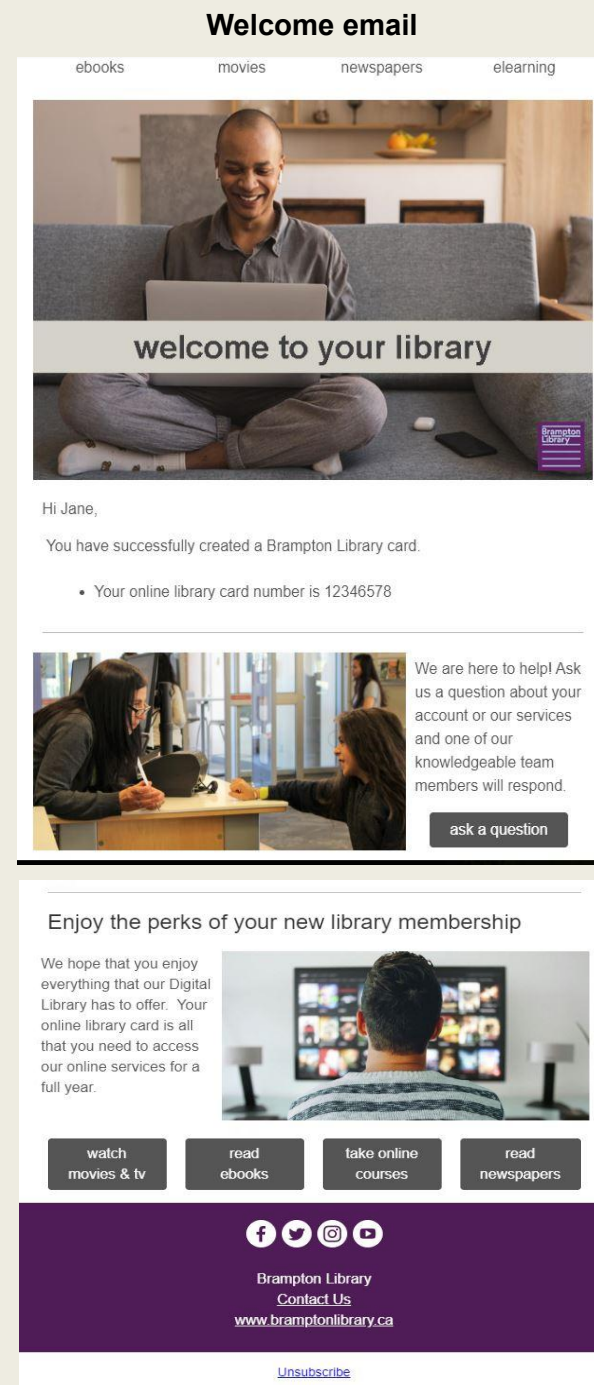 Welcome email
ebooks movies newspapers elearning
welcome to your library
Brampton
Library
Hi Jane,
You have successfully created a Brampton Library card.
• Your online library card number is 12346578
We are here to help! Ask
us a question about your
account or our services
and one of our
knowledgeable team
members will respond.
ask a question
Enjoy the perks of your new library membership
We hope that you enjoy
everything that our Digital
Library has to offer. Your
online library card is all
that you need to access
our online services for a
full year.
watch
movies & tv
read
ebooks
take online
courses
read
newspapers
Brampton Library
Contact Us
www.bramptonlibrary.ca
Unsubscribe